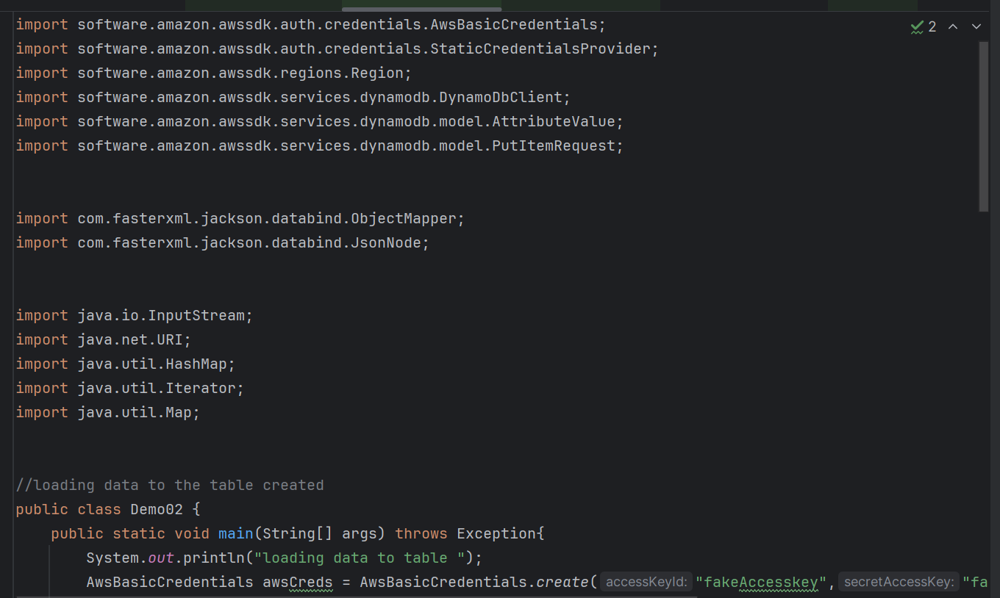 import software.amazon.awssdk.auth.credentials.AwsBasicCredentials;
2
import software.amazon.awssdk.auth.credentials.StaticCredentialsProvider;
import software.amazon.awssdk.regions.Region;
import software.amazon.awssdk.services.dynamodb.DynamoDbClient;
import software.amazon.awssdk.services.dynamodb.model.AttributeValue;
import software.amazon.awssdk.services.dynamodb.model.PutItemRequest;
import com.fasterxml.jackson.databind.ObjectMapper;
import com.fasterxml.jackson.databind.JsonNode;
import java.io.InputStream;
import java.net.URI;
import java.util.HashMap;
import java.util.Iterator;
import java.util.Map;
//loading data to the table created
public class Demo02 {
public static void main(String[] args) throws Exception{
System.out.println("loading data to table ");
AwsBasicCredentials awsCreds = AwsBasicCredentials.create( accessKeyId: "fakeAccesskey", secretAccessKey: "fa